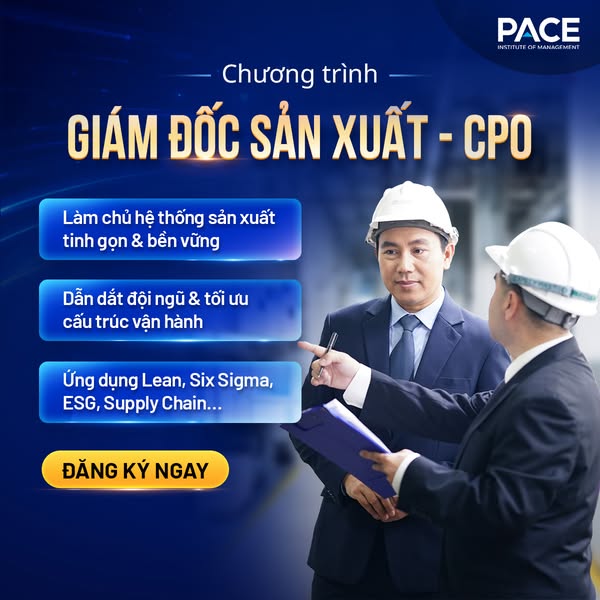 PACE
INSTITUTE OF MANAGEMENT
Chương trình
GIÁM ĐỐC SẢN XUẤT - CPO
Làm chủ hệ thống sản xuất
tinh gọn & bền vững
Dẫn dắt đội ngũ & tối ưu
cấu trúc vận hành
Ứng dụng Lean, Six Sigma,
ESG, Supply Chain...
ĐĂNG KÝ NGAY